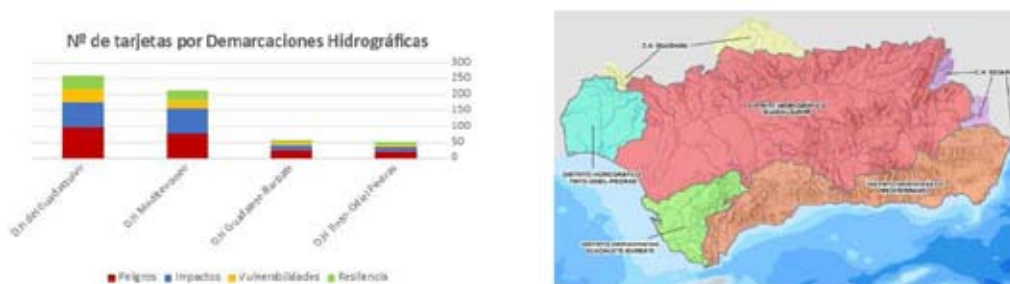 Nº de tarjetas por Demarcaciones Hidrográficas
300
250
200
150
100
50
0
D.H del Guadalquivir
D.H Mediterráneo
D.H Guadalete-Barbate
D.H Tinto-Odiel Piedras
Peligros
Impactos
Vulnerabilidades
Resiliencia
DISTRITO HIDROGRÁFICO
GUADALQUIVIR
DISTRITO HIDROGRÁFICO
TINTO-ODIEL-PIEDRAS
DISTRITO HIDROGRÁFICO
MEDITERRÁNEO
DISTRITO HIDROGRÁFICO
GUADALETE-BARBATE